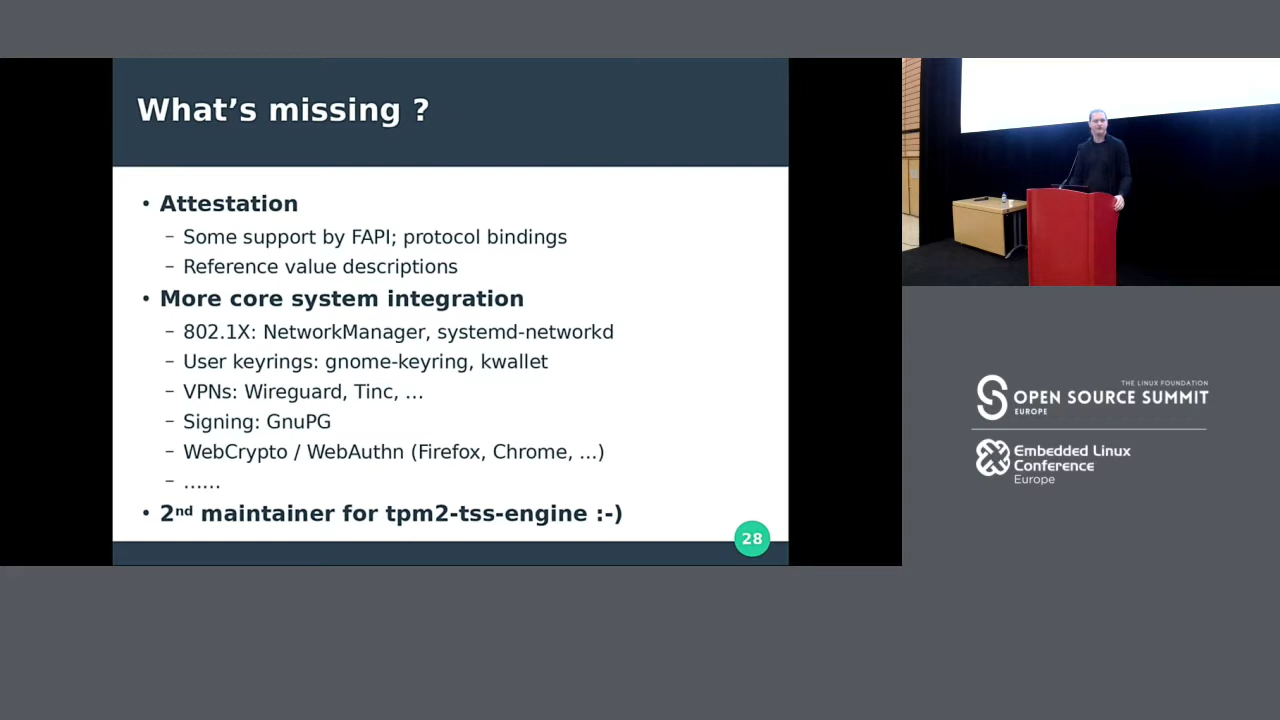 What’s missing ?
• Attestation
– Some support by FAPI; protocol bindings
– Reference value descriptions
• More core system integration
– 802.1X: NetworkManager, systemd-networkd
– User keyrings: gnome-keyring, kwallet
– VPNs: Wireguard, Tinc, …
– Signing: GnuPG
– WebCrypto / WebAuthn (Firefox, Chrome, …)
– ……
• 2nd maintainer for tpm2-tss-engine :-)
28
THE LINUX FOUNDATION
OPEN SOURCE SUMMIT
EUROPE
Embedded Linux
Conference
Europe